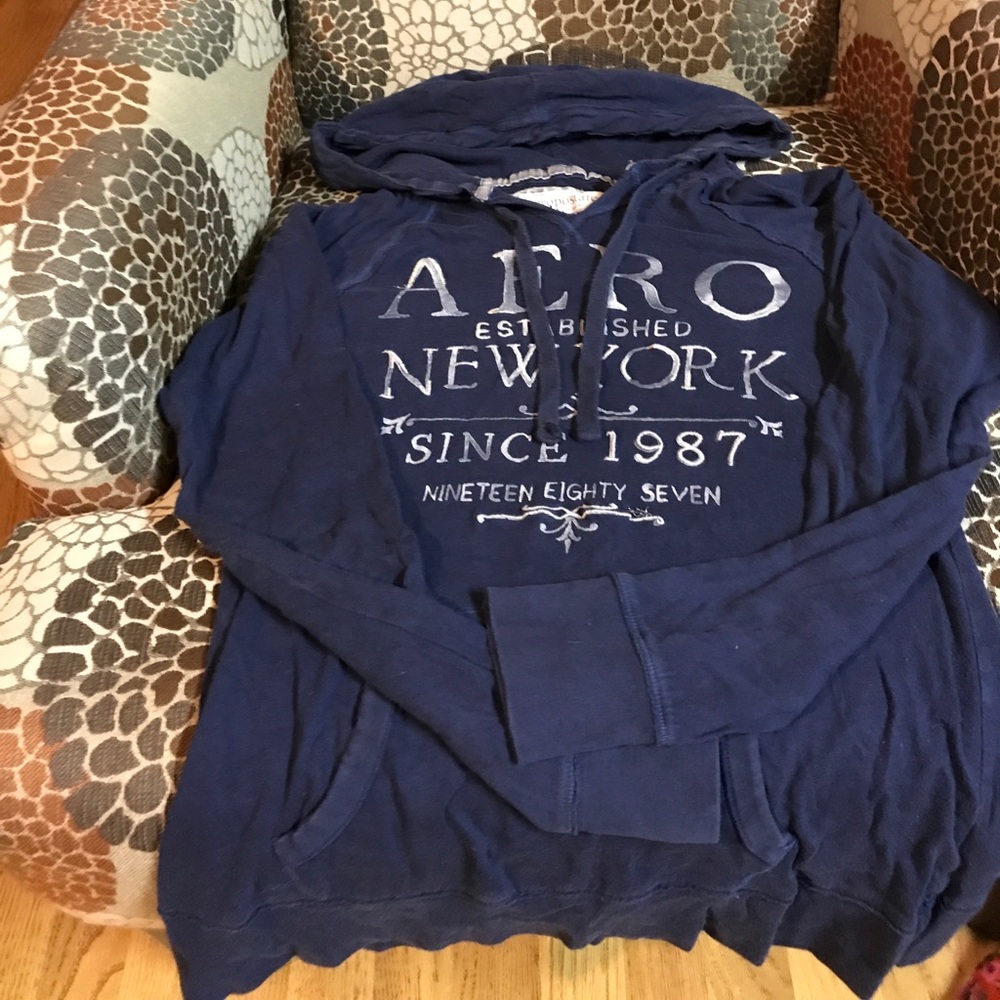 AERO
ESTABLISHED
NEW YORK
SINCE 1987
NINETEEN EIGHTY SEVEN